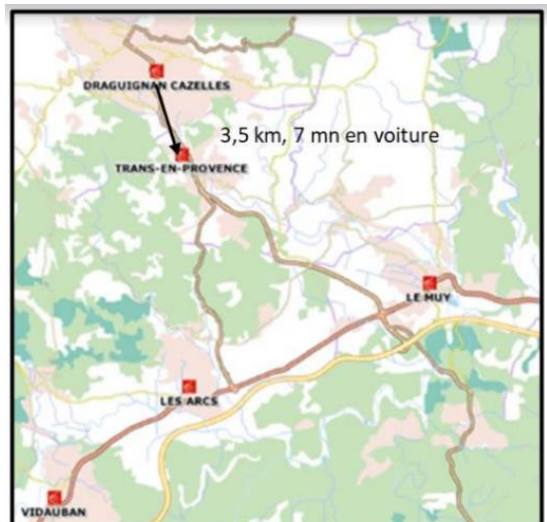 DRAGUIGNAN CAZELLES
3,5 km, 7 mn en voiture
TRANS-EN-PROVENCE
LE MUY
LES ARCS
VIDAUBAN